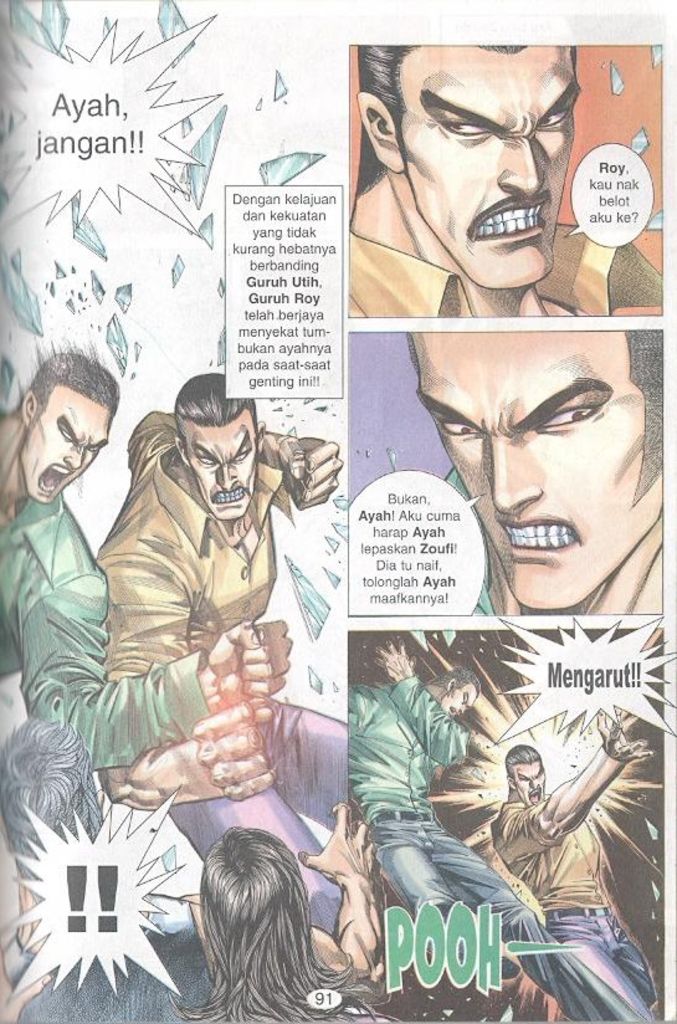 Ayah,
jangan!!
Dengan kelajuan
dan kekuatan
yang tidak
kurang hebatnya
berbanding
Guruh Utih,
Guruh Roy
telah berjaya
menyekat tum-
bukan ayahnya
pada saat-saat
genting ini!!
!!
Roy,
kau nak
belot
aku ke?
Bukan,
Ayah! Aku cuma
harap Ayah
lepaskan Zoufi!
Dia tu naif,
tolonglah Ayah
maafkannya!
Mengarut!!
POOH
91